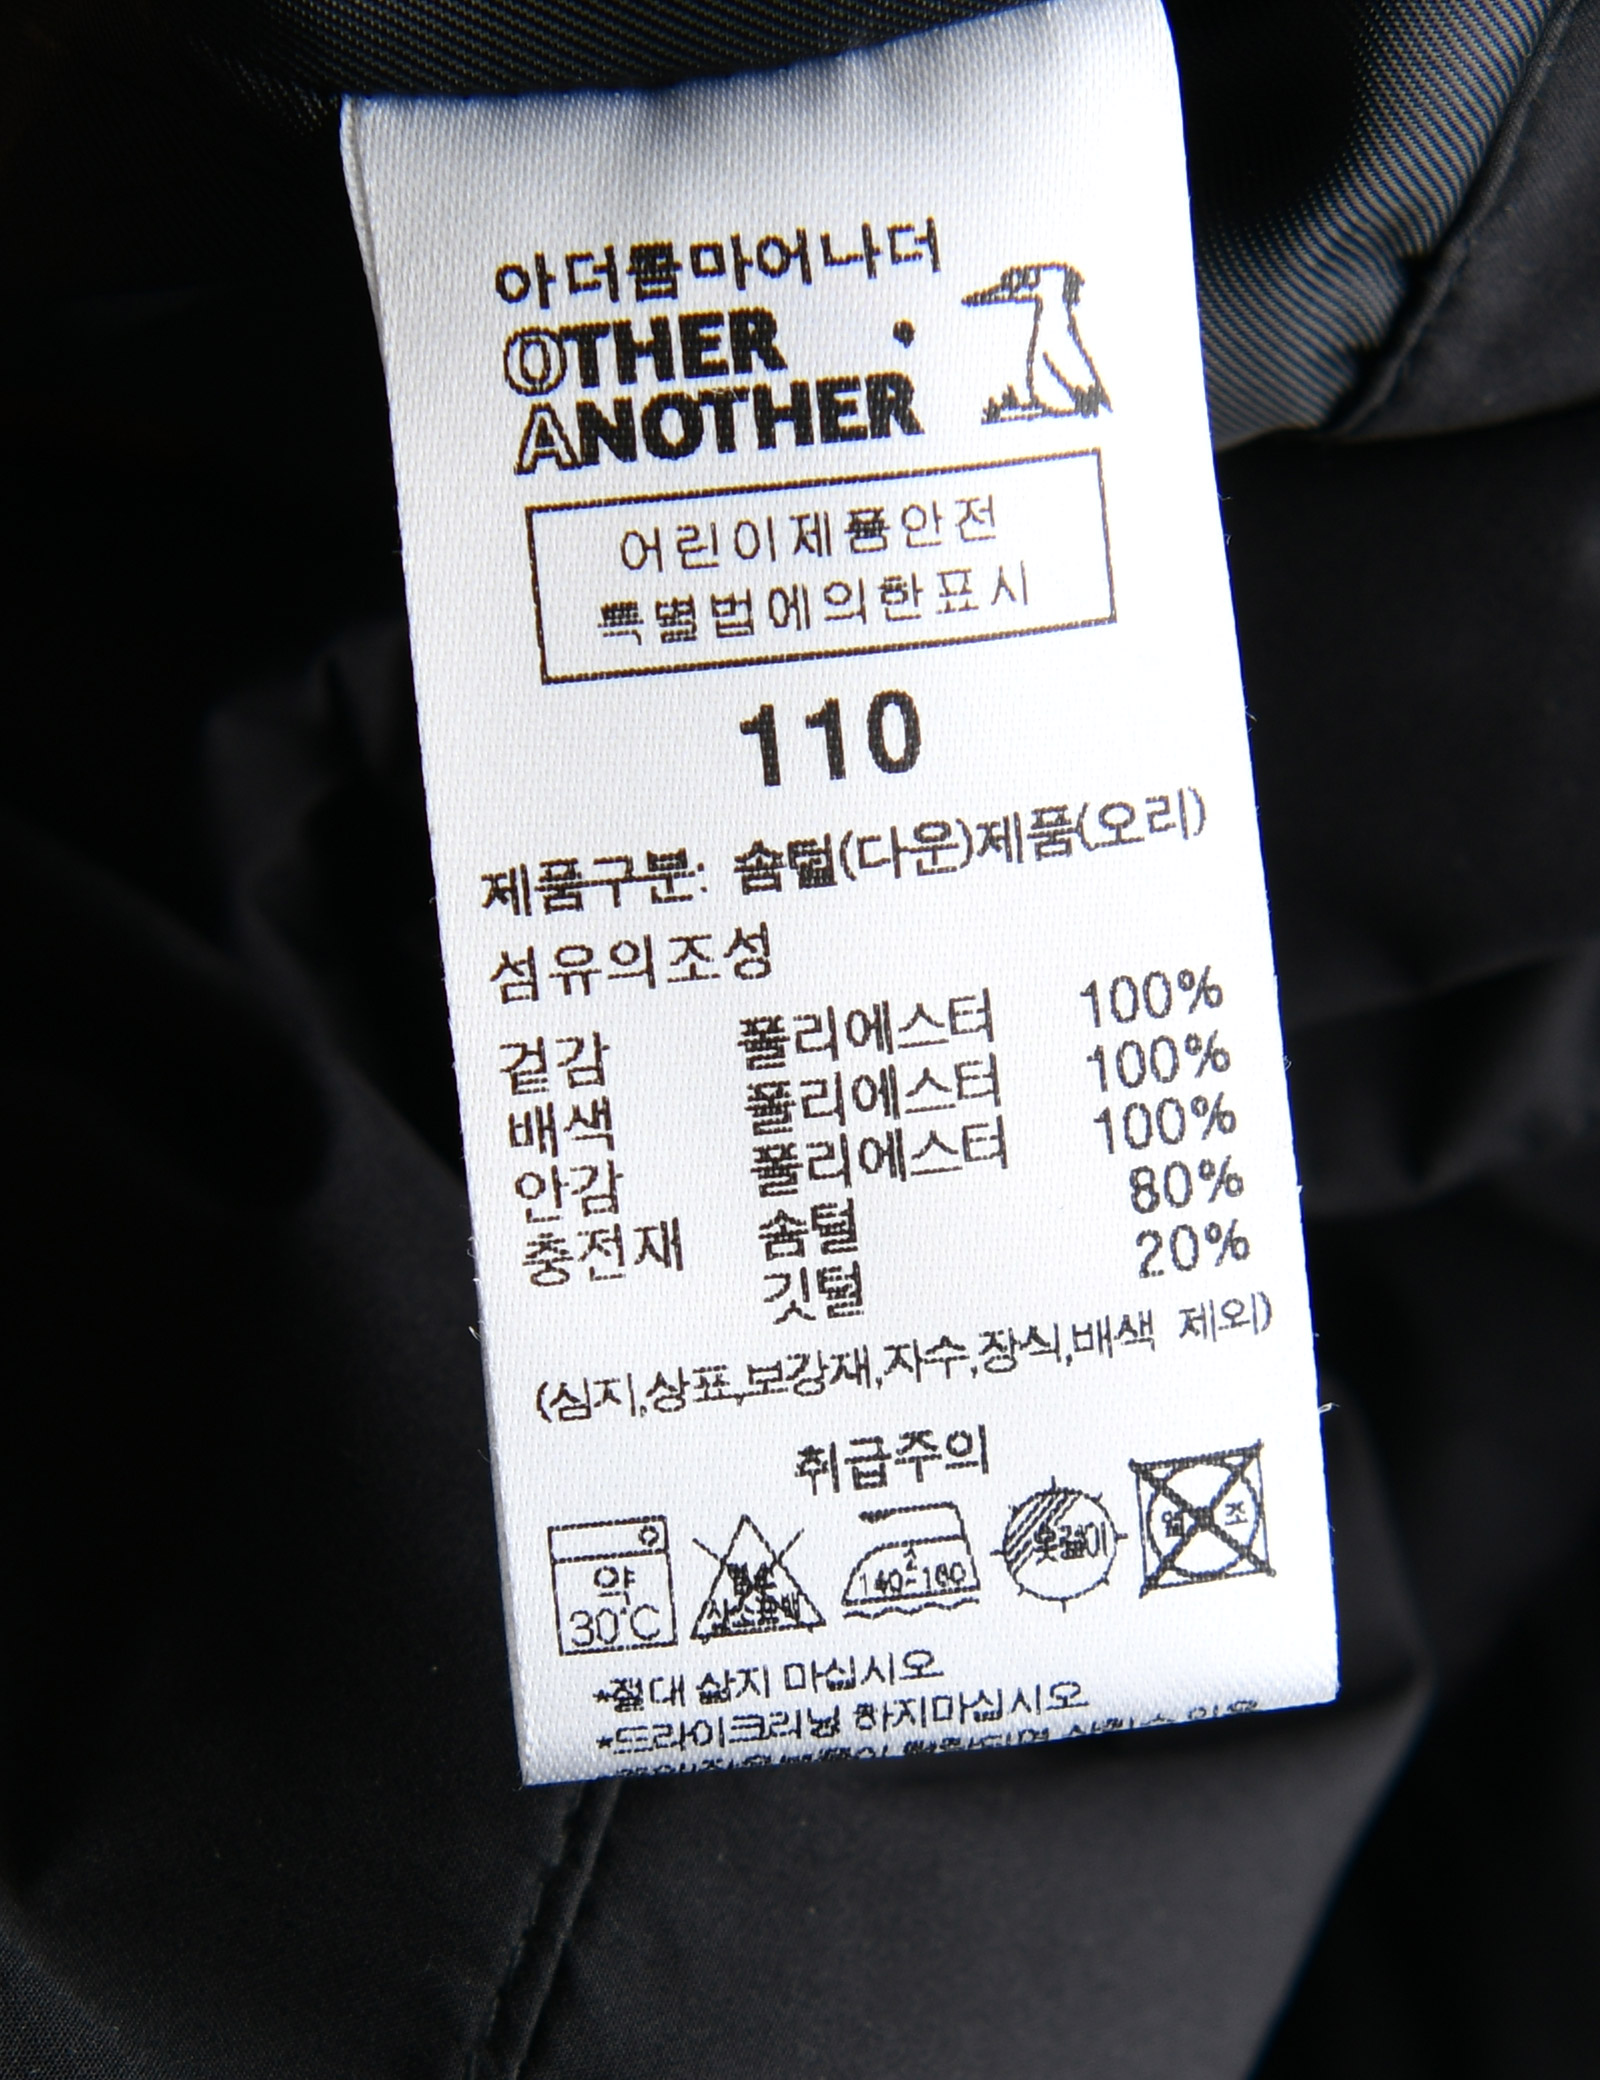 아더롬마어나더
OTHER
ANOTHER
어린이제품안전
특별법에의한표시
110
제품구분: 솜털(다운)제품(오리)
섬유의조성
겉감 폴리에스터 100%
배색 폴리에스터 100%
안감 폴리에스터 100%
충전재 솜털 80%
깃털 20%
(심지,상표,보강재,자수,장식,배색 제외)
취급주의
약
30℃
2
140-160
옷걸이
*절대 삶지 마십시오
*드라이크리닝 하지마십시오